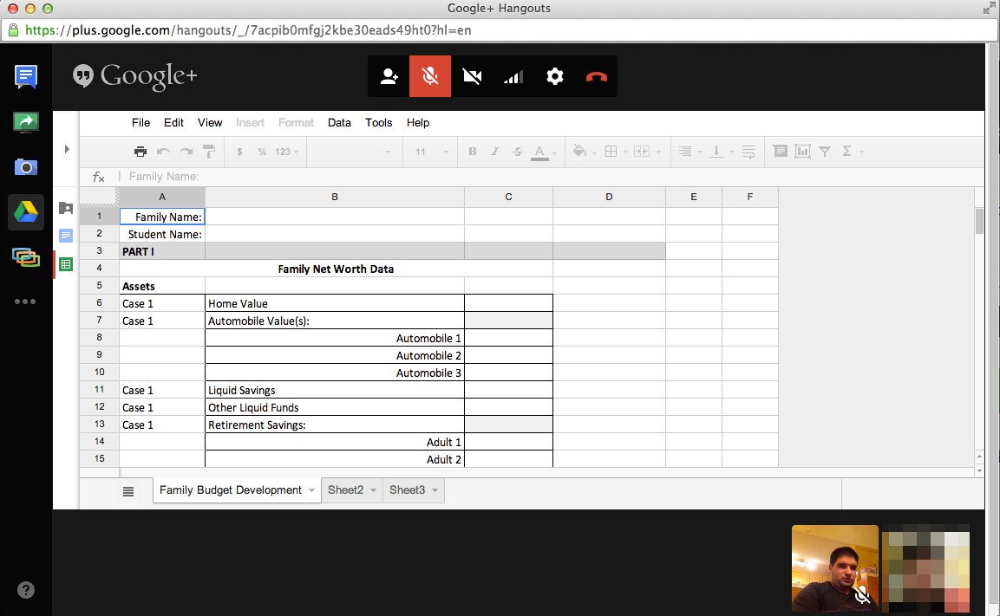 Google+ Hangouts
https://plus.google.com/hangouts/_/7acpib0mfgj2kbe30eads49ht0?hl=en
Google+
File Edit View Insert Format Data Tools Help
$ % 123 11 B I S A Σ
fx Family Name:
A B C D E F
1 Family Name:
2 Student Name:
3 PART I
4 Family Net Worth Data
5 Assets
6 Case 1 Home Value
7 Case 1 Automobile Value(s):
8 Automobile 1
9 Automobile 2
10 Automobile 3
11 Case 1 Liquid Savings
12 Case 1 Other Liquid Funds
13 Case 1 Retirement Savings:
14 Adult 1
15 Adult 2
Family Budget Development Sheet2 Sheet3
?